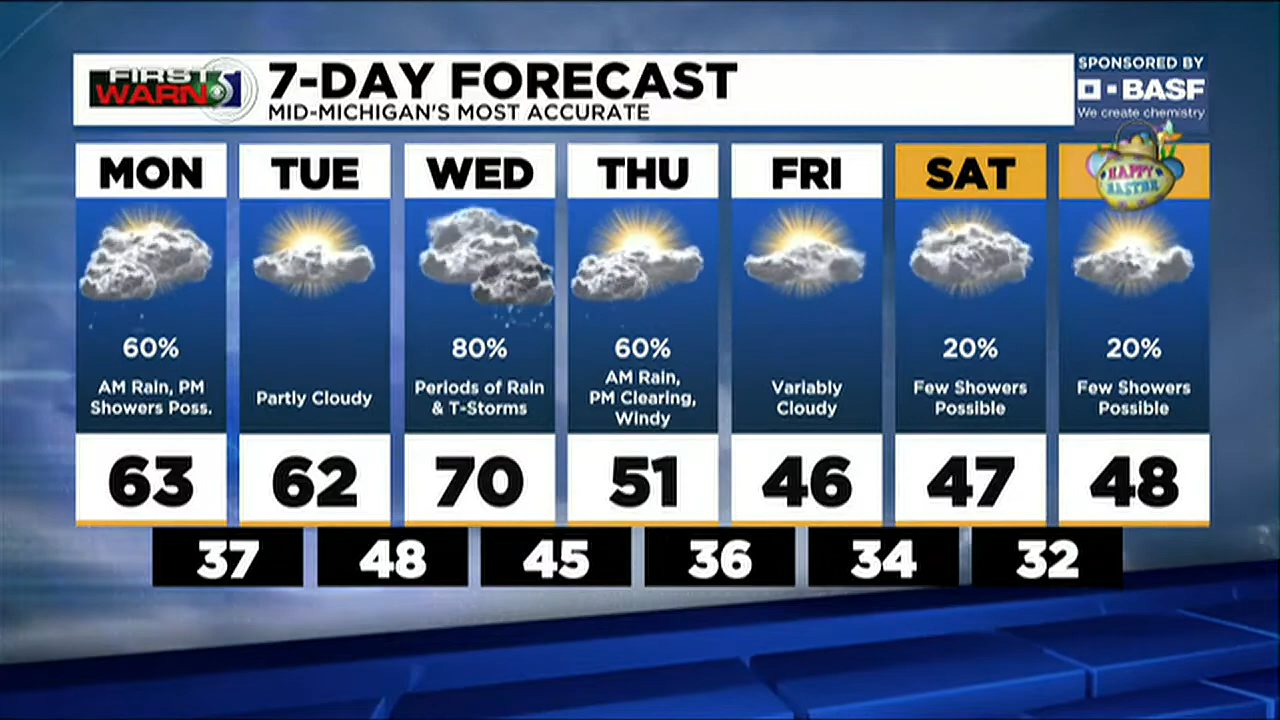 FIRST
WARN 5
7-DAY FORECAST
MID-MICHIGAN'S MOST ACCURATE
SPONSORED BY
BASF
We create chemistry
MON
TUE
WED
THU
FRI
SAT
HAPPY
EASTER
60%
80%
60%
20%
20%
AM Rain, PM
Showers Poss.
Partly Cloudy
Periods of Rain
& T-Storms
AM Rain,
PM Clearing,
Windy
Variably
Cloudy
Few Showers
Possible
Few Showers
Possible
63
62
70
51
46
47
48
37
48
45
36
34
32